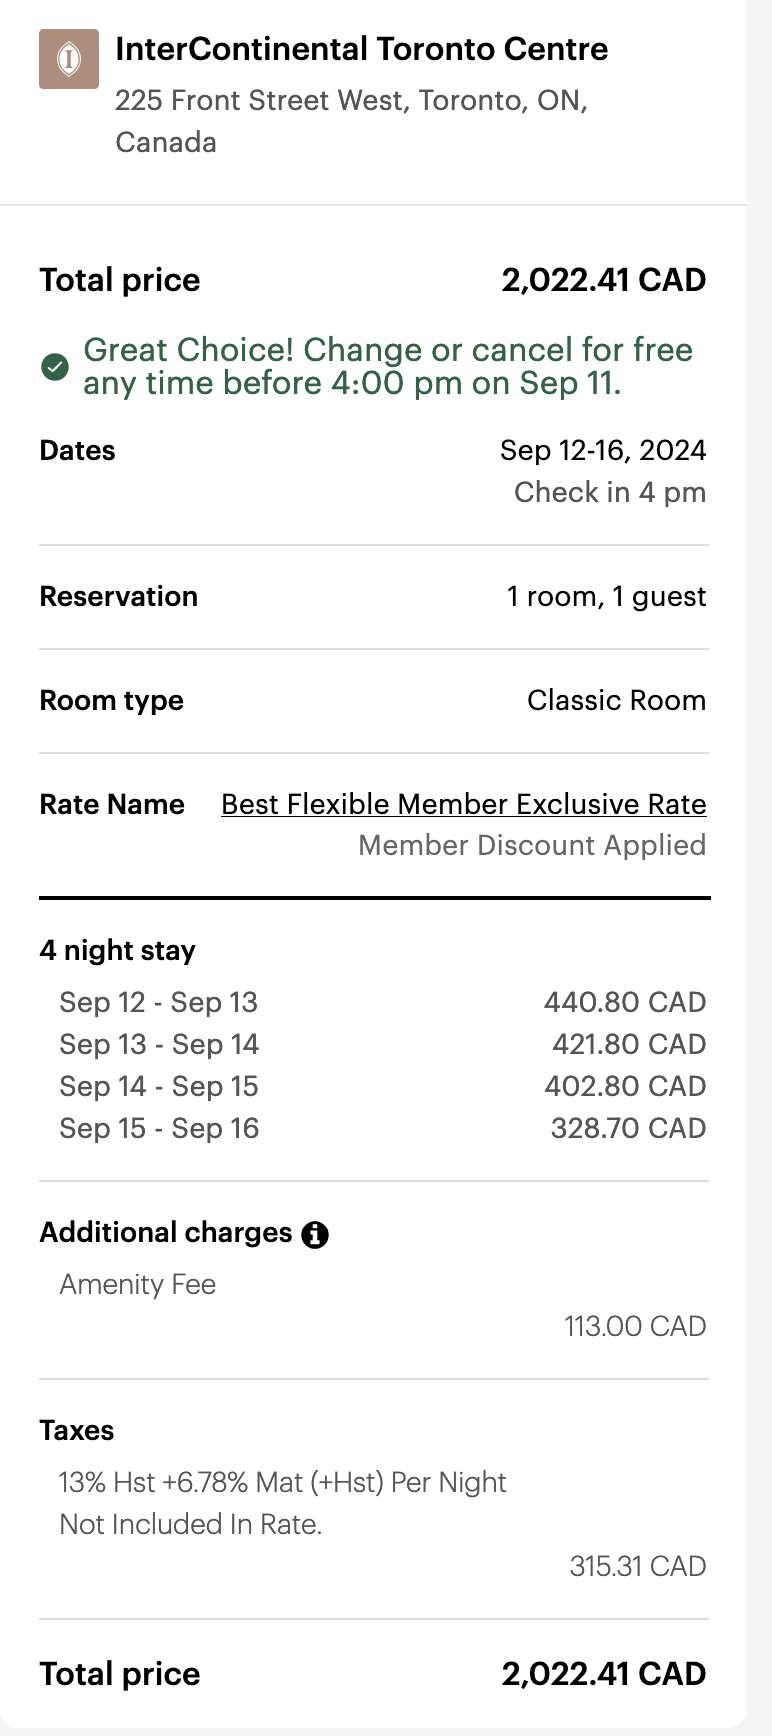 InterContinental Toronto Centre
225 Front Street West, Toronto, ON,
Canada
Total price 2,022.41 CAD
Great Choice! Change or cancel for free
any time before 4:00 pm on Sep 11.
Dates Sep 12-16, 2024
Check in 4 pm
Reservation 1 room, 1 guest
Room type Classic Room
Rate Name Best Flexible Member Exclusive Rate
Member Discount Applied
4 night stay
Sep 12 - Sep 13 440.80 CAD
Sep 13 - Sep 14 421.80 CAD
Sep 14 - Sep 15 402.80 CAD
Sep 15 - Sep 16 328.70 CAD
Additional charges
Amenity Fee
113.00 CAD
Taxes
13% Hst +6.78% Mat (+Hst) Per Night
Not Included In Rate.
315.31 CAD
Total price 2,022.41 CAD